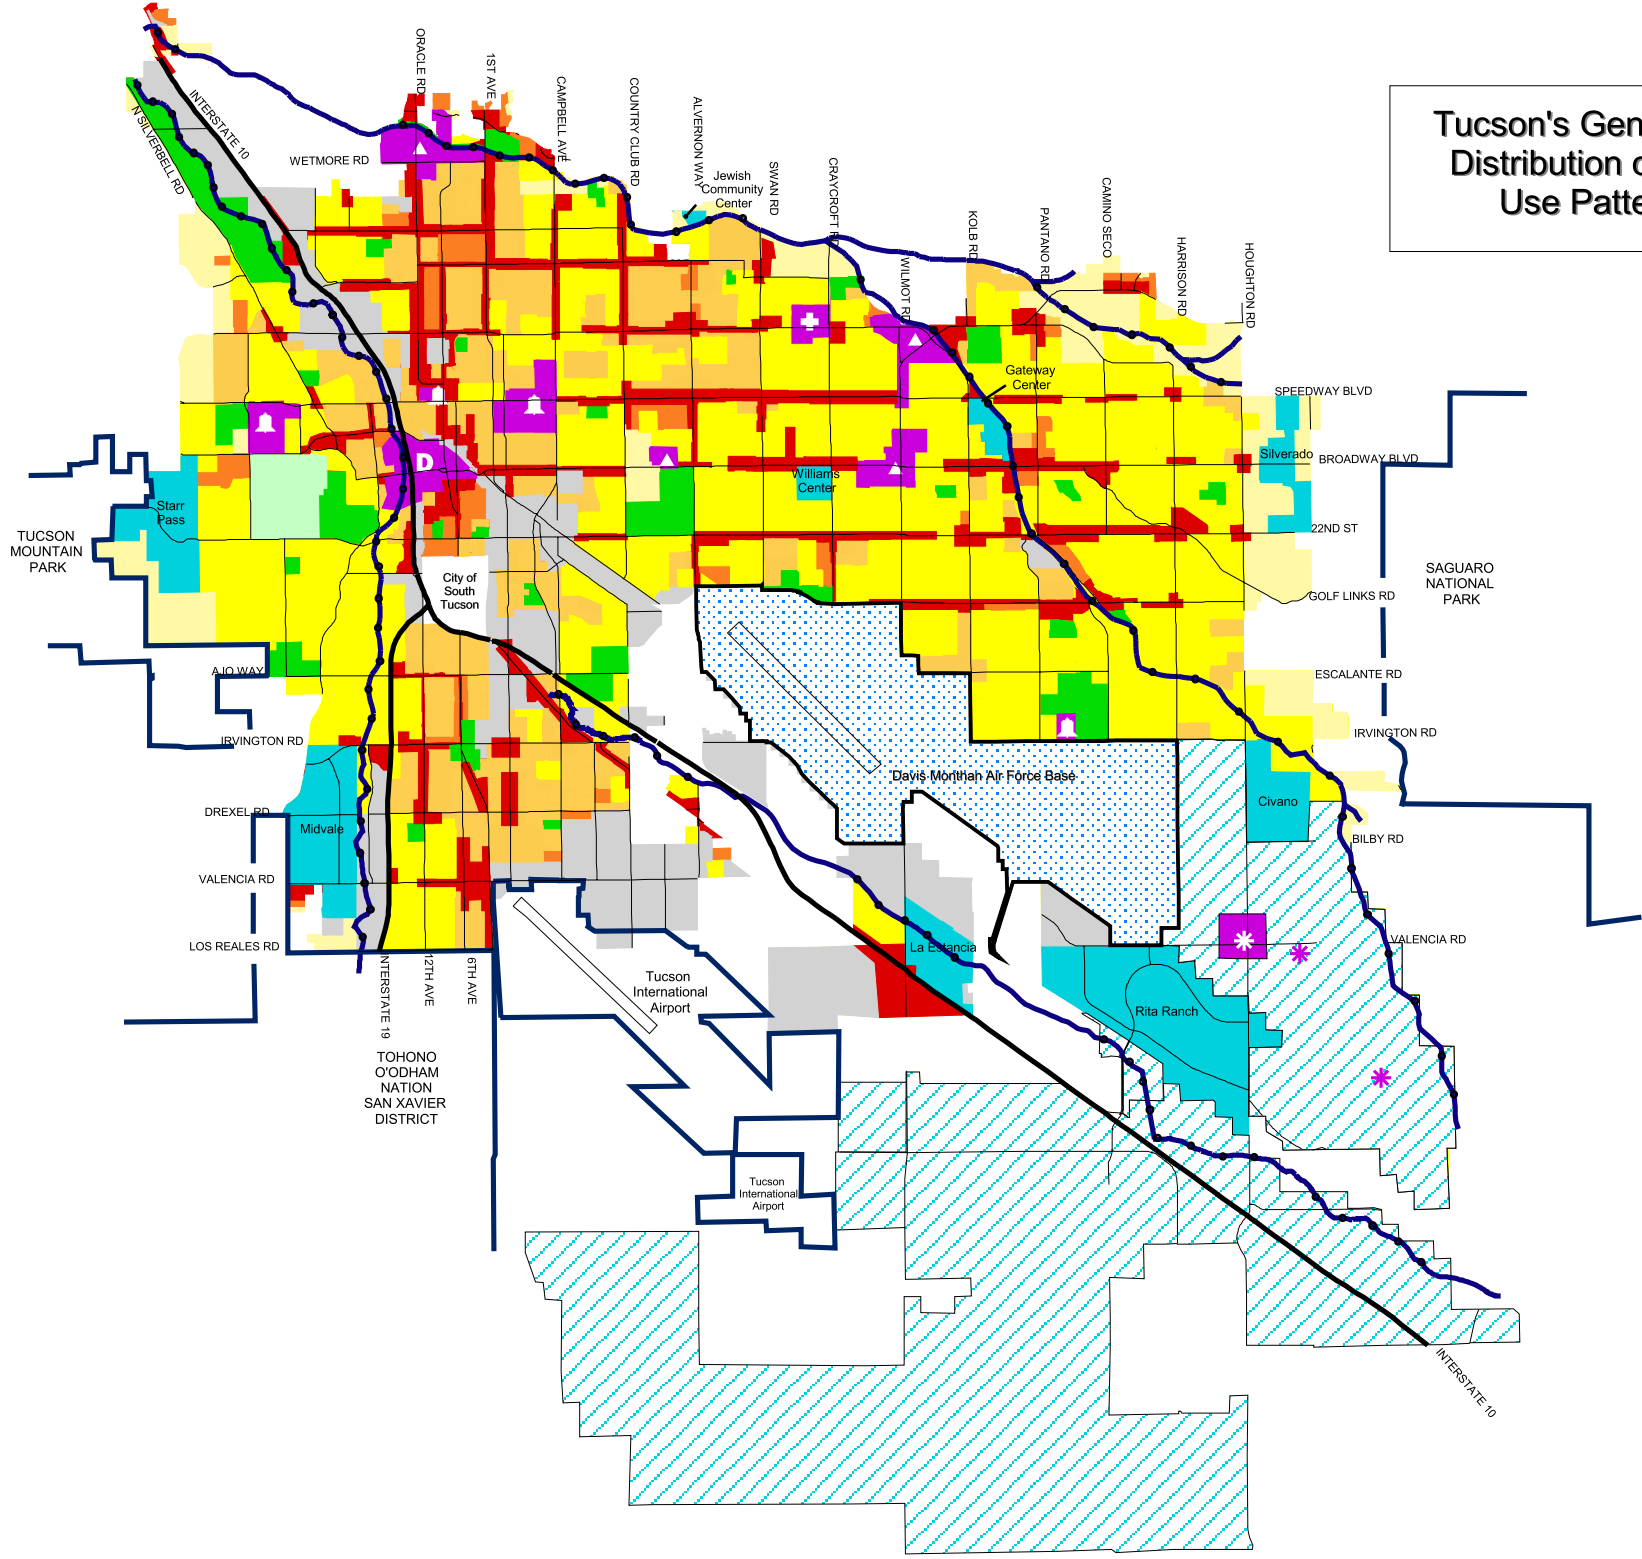 Tucson's Gen
Distribution o
Use Patte
ORACLE RD
1ST AVE
CAMPBELL AVE
COUNTRY CLUB RD
ALVERNON WAY
SWAN RD
CRAYCROFT RD
WILMOT RD
KOLB RD
PANTANO RD
CAMINO SECO
HARRISON RD
HOUGHTON RD
INTERSTATE 10
N SILVERBELL RD
WETMORE RD
Jewish
Community
Center
Gateway
Center
SPEEDWAY BLVD
Silverado
BROADWAY BLVD
D
Williams
Center
Starr
Pass
22ND ST
TUCSON
MOUNTAIN
PARK
City of
South
Tucson
SAGUARO
NATIONAL
PARK
GOLF LINKS RD
AJO WAY
ESCALANTE RD
IRVINGTON RD
IRVINGTON RD
Davis Monthan Air Force Base
Civano
DREXEL RD
Midvale
BILBY RD
VALENCIA RD
LOS REALES RD
La Estancia
VALENCIA RD
INTERSTATE 19
12TH AVE
6TH AVE
Tucson
International
Airport
Rita Ranch
TOHONO
O'ODHAM
NATION
SAN XAVIER
DISTRICT
Tucson
International
Airport
INTERSTATE 10